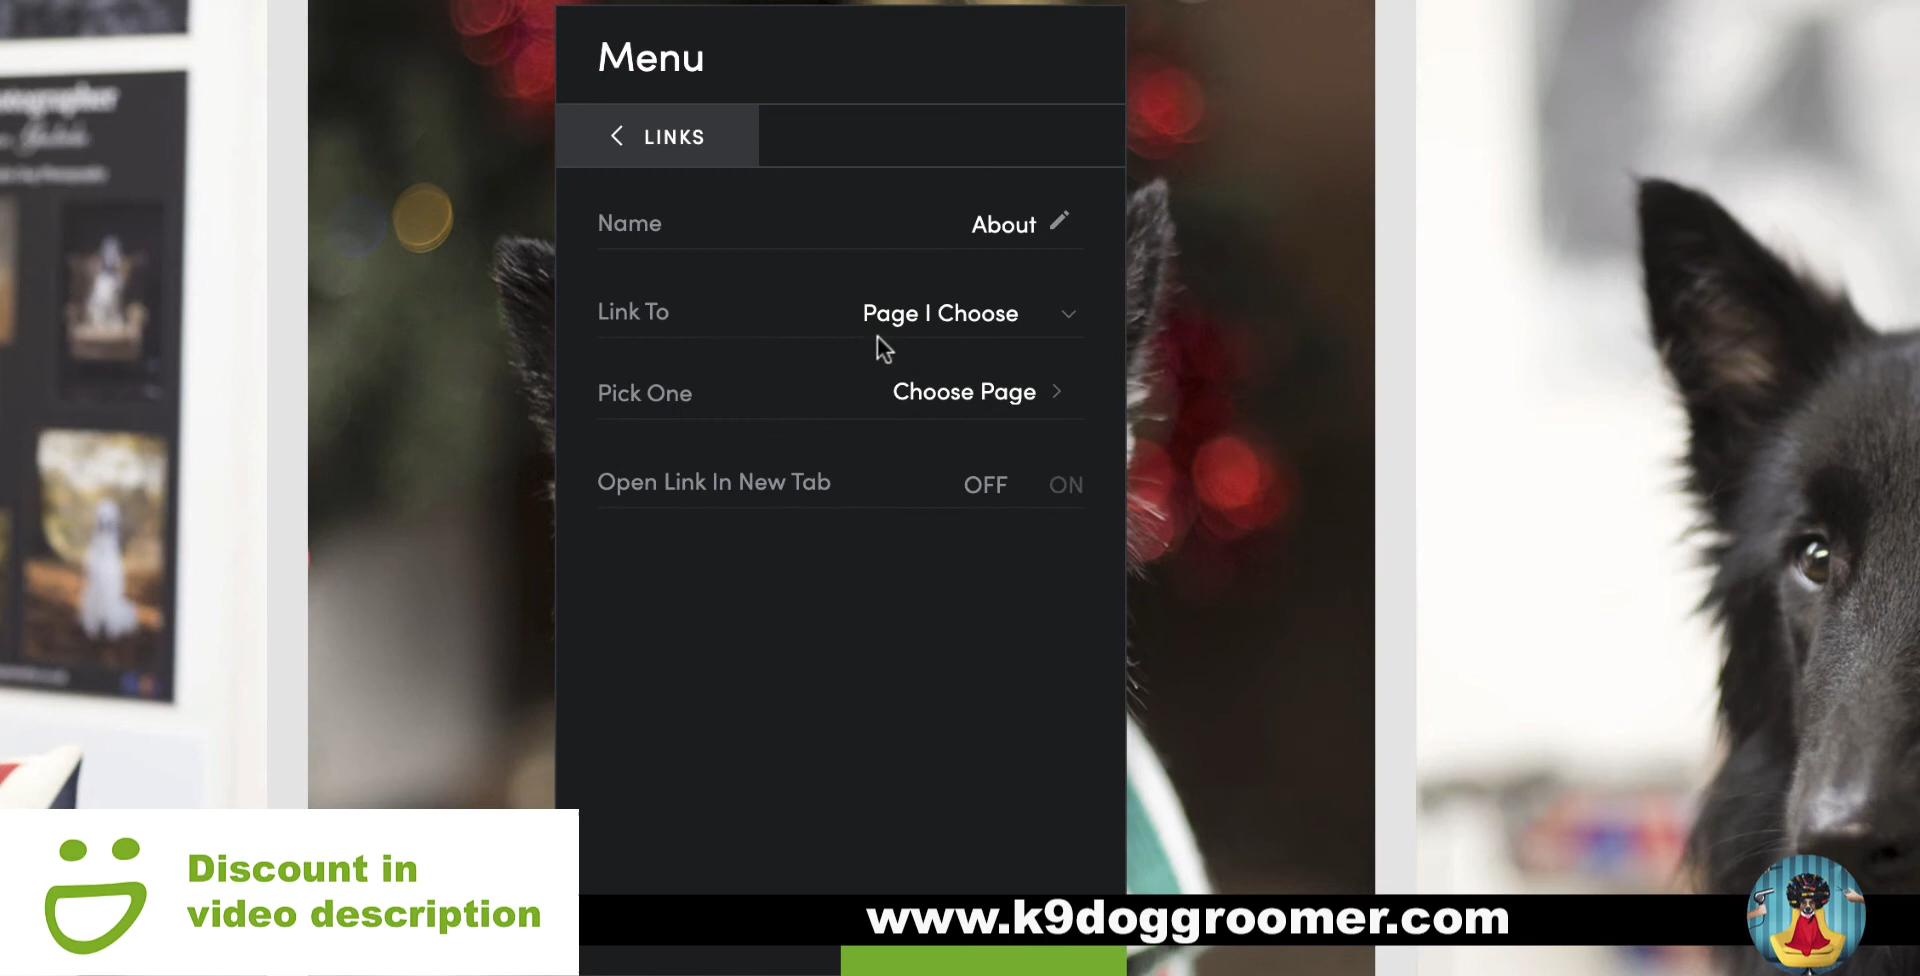 Menu
LINKS
Name
About
Link To
Page I Choose
Pick One
Choose Page
Open Link In New Tab
OFF ON
Discount in
video description
www.k9doggroomer.com